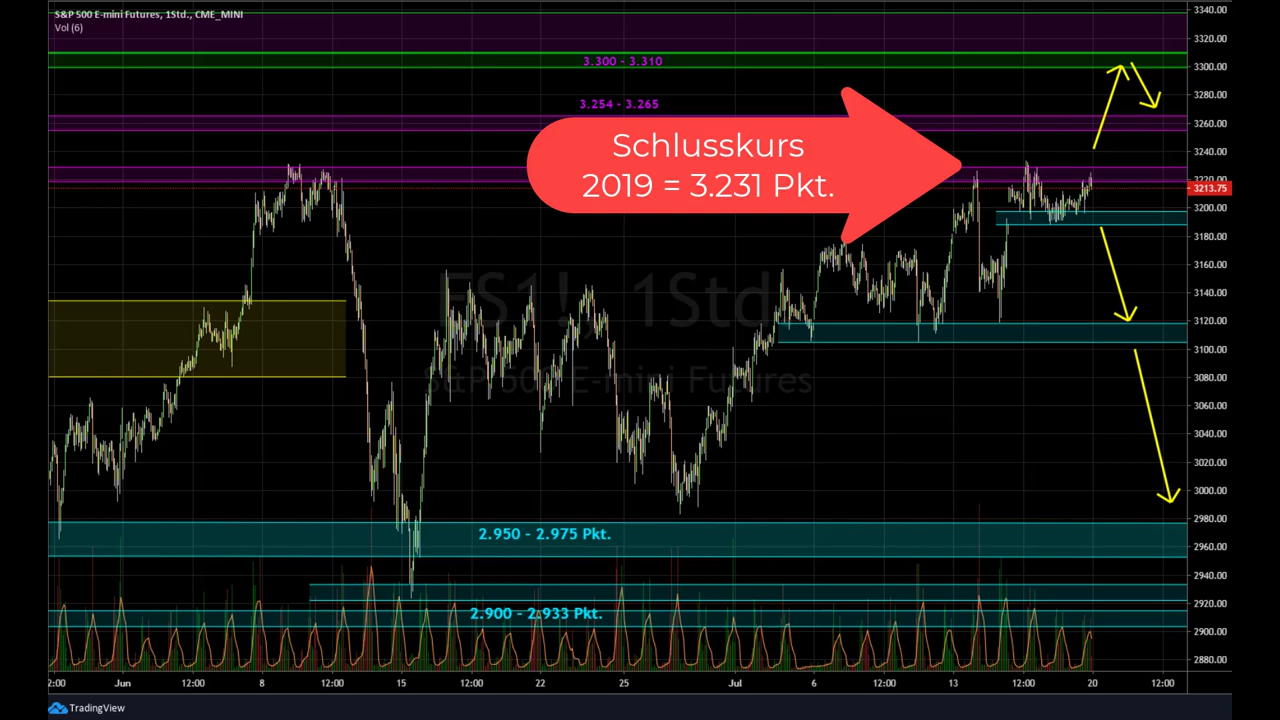 S&P 500 E-mini Futures, 1Std., CME_MINI
Vol (6)
3.300 - 3.310
3.254 - 3.265
Schlusskurs
2019 = 3.231 Pkt.
ES1!, 1Std.
S&P 500 E-mini Futures
2.950 - 2.975 Pkt.
2.900 - 2.933 Pkt.
3340.00
3320.00
3300.00
3280.00
3260.00
3240.00
3220.00
3213.75
3200.00
3180.00
3160.00
3140.00
3120.00
3100.00
3080.00
3060.00
3040.00
3020.00
3000.00
2980.00
2960.00
2940.00
2920.00
2900.00
2880.00
2:00 Jun 12:00 8 12:00 15 12:00 22 25 Jul 6 12:00 13 12:00 20 12:00
TradingView